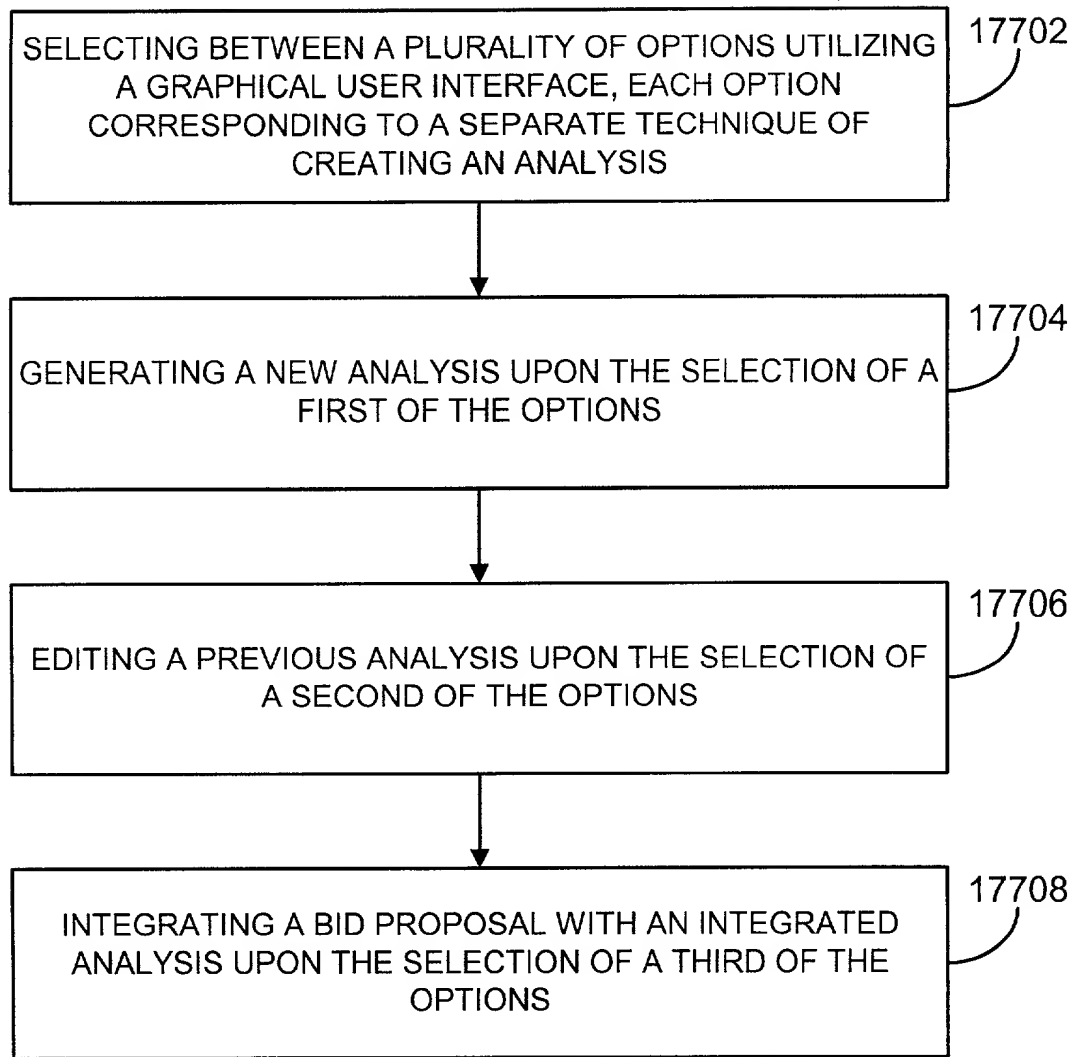 SELECTING BETWEEN A PLURALITY OF OPTIONS UTILIZING
A GRAPHICAL USER INTERFACE, EACH OPTION
CORRESPONDING TO A SEPARATE TECHNIQUE OF
CREATING AN ANALYSIS
17702
GENERATING A NEW ANALYSIS UPON THE SELECTION OF A
FIRST OF THE OPTIONS
17704
EDITING A PREVIOUS ANALYSIS UPON THE SELECTION OF
A SECOND OF THE OPTIONS
17706
INTEGRATING A BID PROPOSAL WITH AN INTEGRATED
ANALYSIS UPON THE SELECTION OF A THIRD OF THE
OPTIONS
17708